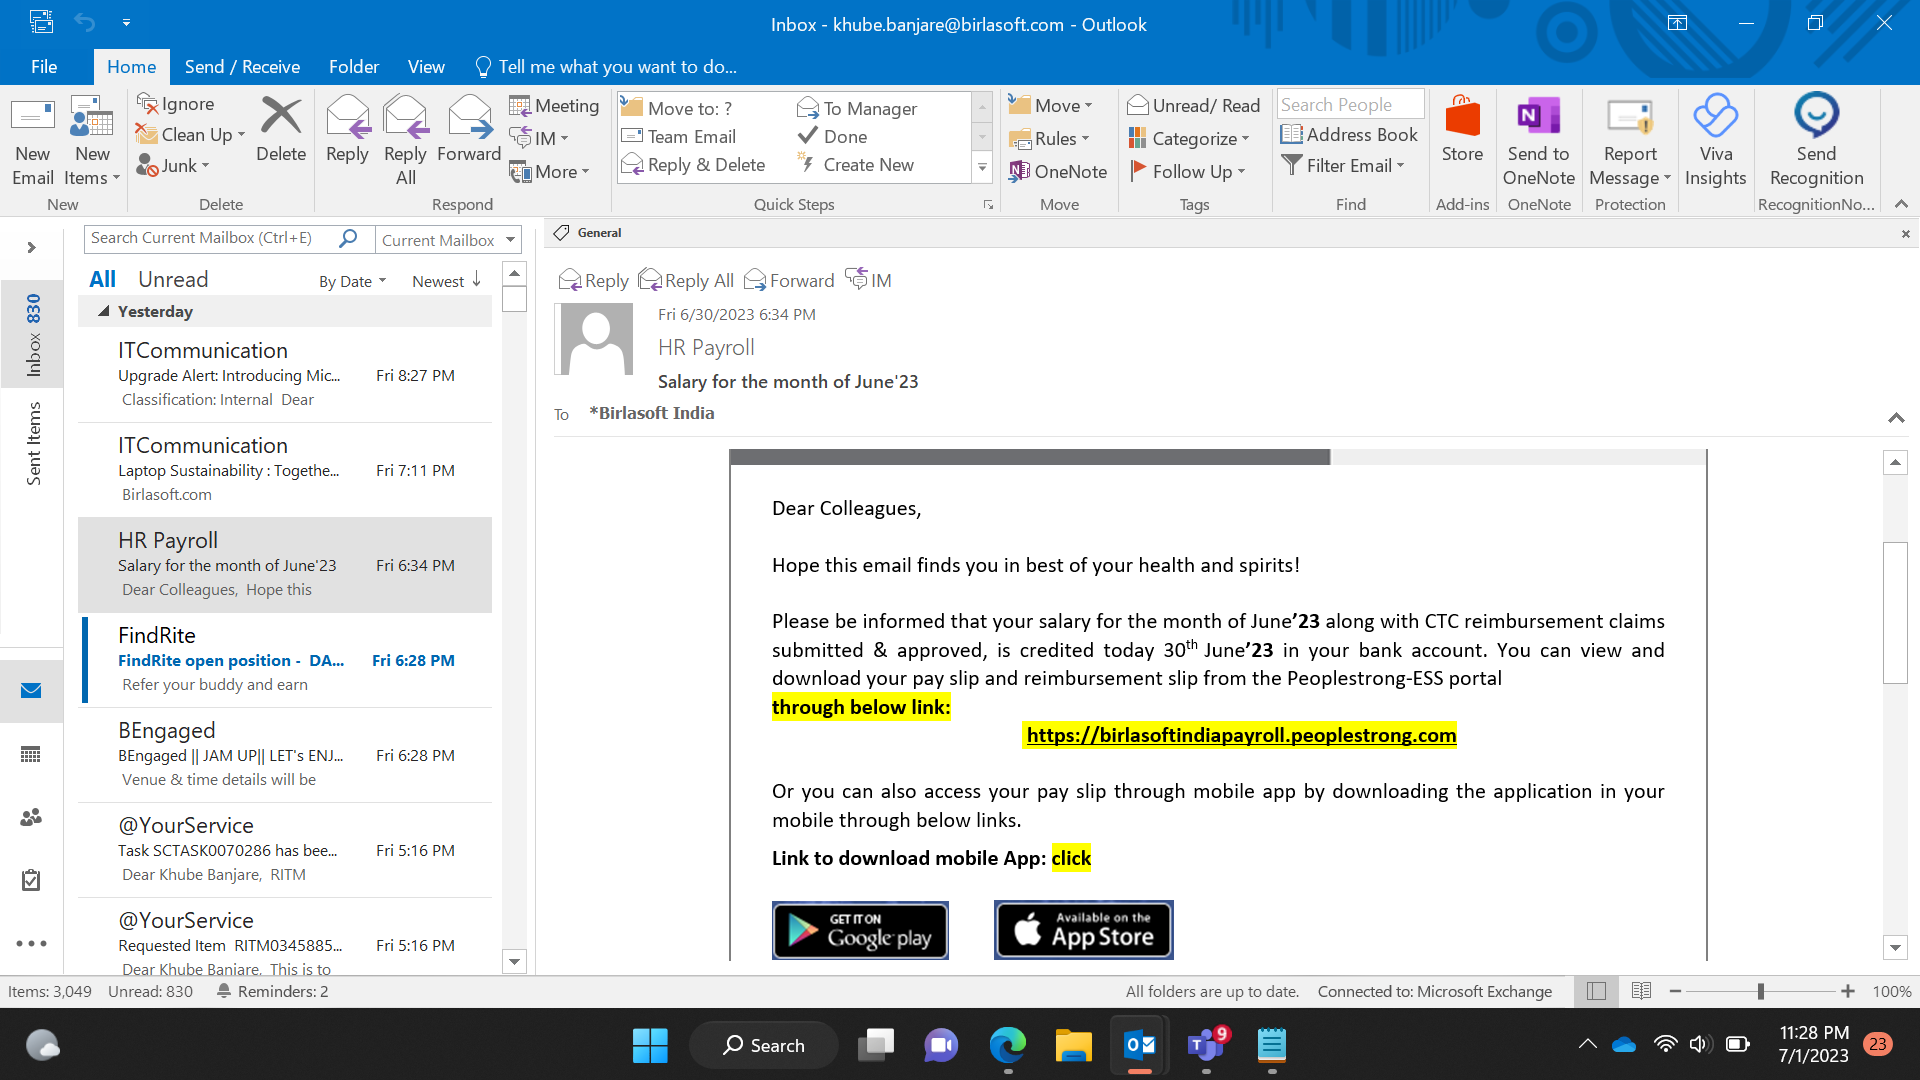 Inbox - khube.banjare@birlasoft.com - Outlook
File
Home
Send / Receive
Folder
View
Tell me what you want to do...
New Email
New Items
Ignore
Clean Up
Junk
Delete
Reply
Reply All
Forward
Meeting
IM
More
Move to: ?
Team Email
Reply & Delete
To Manager
Done
Create New
Move
Rules
OneNote
Unread/ Read
Categorize
Follow Up
Search People
Address Book
Filter Email
Store
Send to OneNote
Report Message
Viva Insights
Send Recognition
New
Delete
Respond
Quick Steps
Move
Tags
Find
Add-ins
OneNote
Protection
RecognitionNo...
Search Current Mailbox (Ctrl+E)
Current Mailbox
All
Unread
By Date
Newest
Inbox 830
Sent Items
Yesterday
ITCommunication
Upgrade Alert: Introducing Mic... Fri 8:27 PM
Classification: Internal Dear
ITCommunication
Laptop Sustainability : Togethe... Fri 7:11 PM
Birlasoft.com
HR Payroll
Salary for the month of June'23 Fri 6:34 PM
Dear Colleagues, Hope this
FindRite
FindRite open position - DA... Fri 6:28 PM
Refer your buddy and earn
BEngaged
BEngaged || JAM UP|| LET's ENJ... Fri 6:28 PM
Venue & time details will be
@YourService
Task SCTASK0070286 has bee... Fri 5:16 PM
Dear Khube Banjare, RITM
@YourService
Requested Item RITM0345885... Fri 5:16 PM
Dear Khube Banjare, This is to
General
Reply
Reply All
Forward
IM
Fri 6/30/2023 6:34 PM
HR Payroll
Salary for the month of June'23
To *Birlasoft India
Dear Colleagues,
Hope this email finds you in best of your health and spirits!
Please be informed that your salary for the month of June’23 along with CTC reimbursement claims
submitted & approved, is credited today 30th June’23 in your bank account. You can view and
download your pay slip and reimbursement slip from the Peoplestrong-ESS portal
through below link:
https://birlasoftindiapayroll.peoplestrong.com
Or you can also access your pay slip through mobile app by downloading the application in your
mobile through below links.
Link to download mobile App: click
GET IT ON
Google play
Available on the
App Store
Items: 3,049
Unread: 830
Reminders: 2
All folders are up to date.
Connected to: Microsoft Exchange
100%
Search
9
11:28 PM
7/1/2023
23